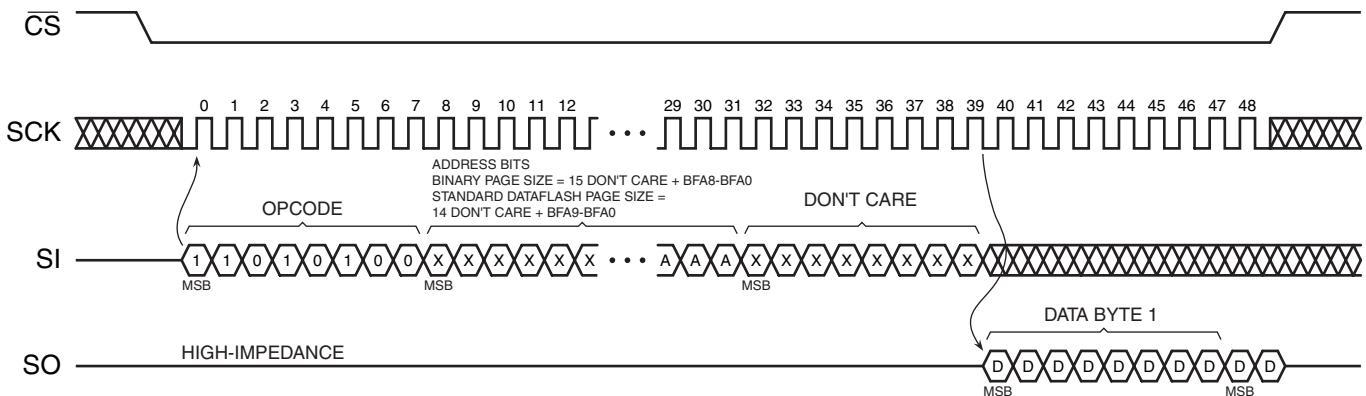 CS
SCK
0 1 2 3 4 5 6 7 8 9 10 11 12 29 30 31 32 33 34 35 36 37 38 39 40 41 42 43 44 45 46 47 48
ADDRESS BITS
BINARY PAGE SIZE = 15 DON'T CARE + BFA8-BFA0
STANDARD DATAFLASH PAGE SIZE =
14 DON'T CARE + BFA9-BFA0
OPCODE
DON'T CARE
SI
1 1 0 1 0 1 0 0 X X X X X X • • • A A A X X X X X X X X
MSB MSB MSB
DATA BYTE 1
SO
HIGH-IMPEDANCE
D D D D D D D D D D
MSB MSB